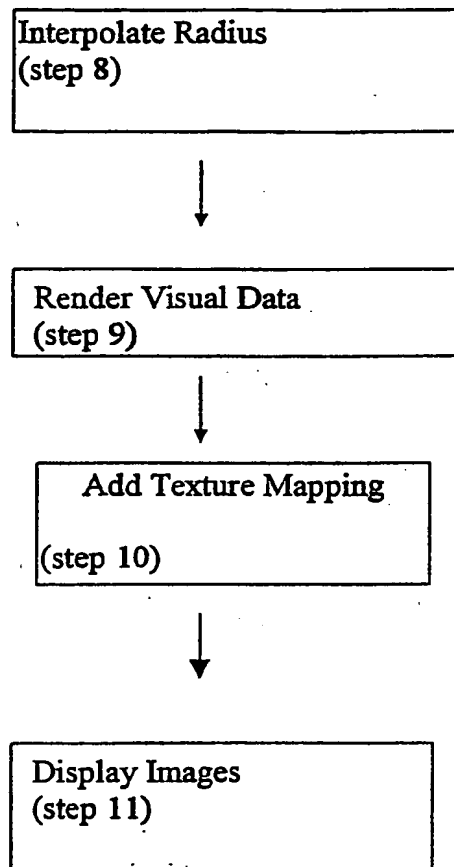 Interpolate Radius
(step 8)
Render Visual Data
(step 9)
Add Texture Mapping
(step 10)
Display Images
(step 11)